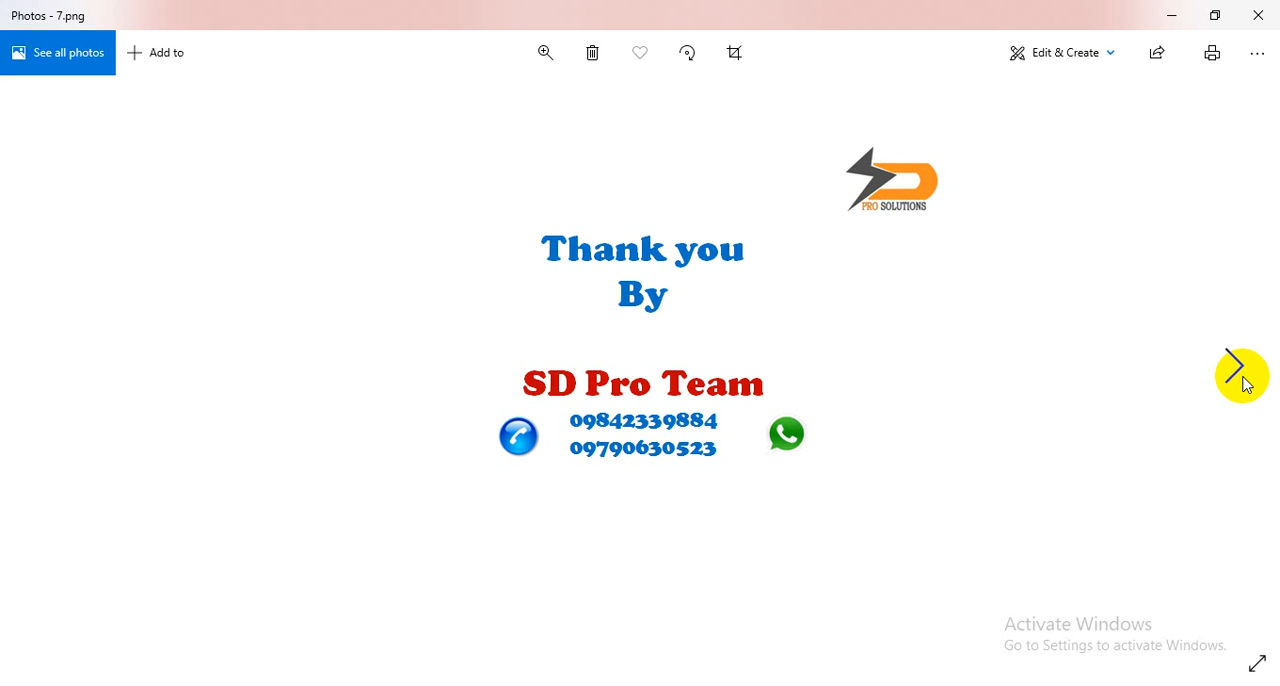 Photos - 7.png
See all photos
Add to
Edit & Create
PRO SOLUTIONS
Thank you
By
SD Pro Team
09842339884
09790630523
Activate Windows
Go to Settings to activate Windows.